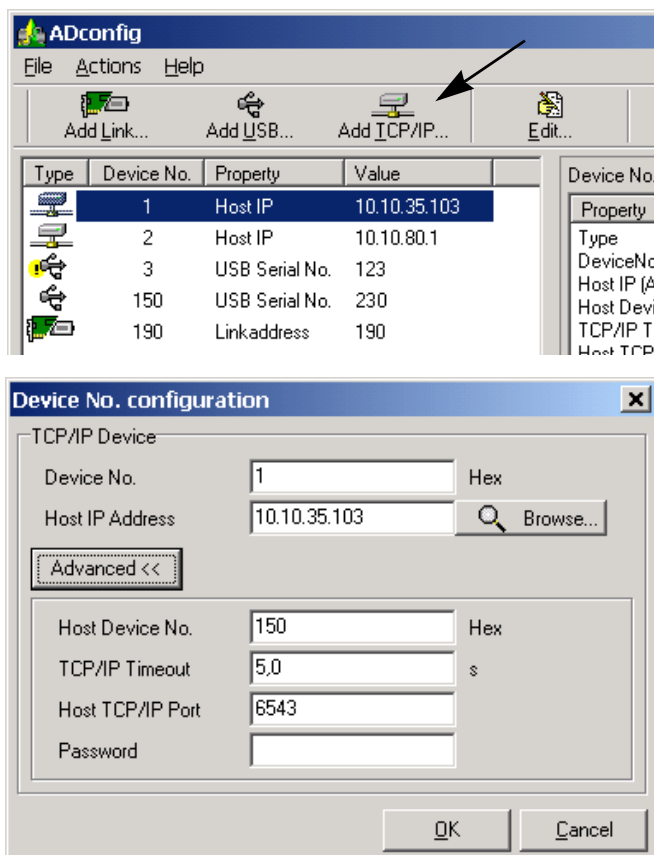 ADconfig
File Actions Help
Add Link... Add USB... Add TCP/IP... Edit...
Type Device No. Property Value
1 Host IP 10.10.35.103
2 Host IP 10.10.80.1
3 USB Serial No. 123
150 USB Serial No. 230
190 Linkaddress 190
Device No.
Property
Type
DeviceNo
Host IP (A
Host Devi
TCP/IP T
Host TCP
Device No. configuration
TCP/IP Device
Device No. 1 Hex
Host IP Address 10.10.35.103 Browse...
Advanced <<
Host Device No. 150 Hex
TCP/IP Timeout 5,0 s
Host TCP/IP Port 6543
Password
OK Cancel